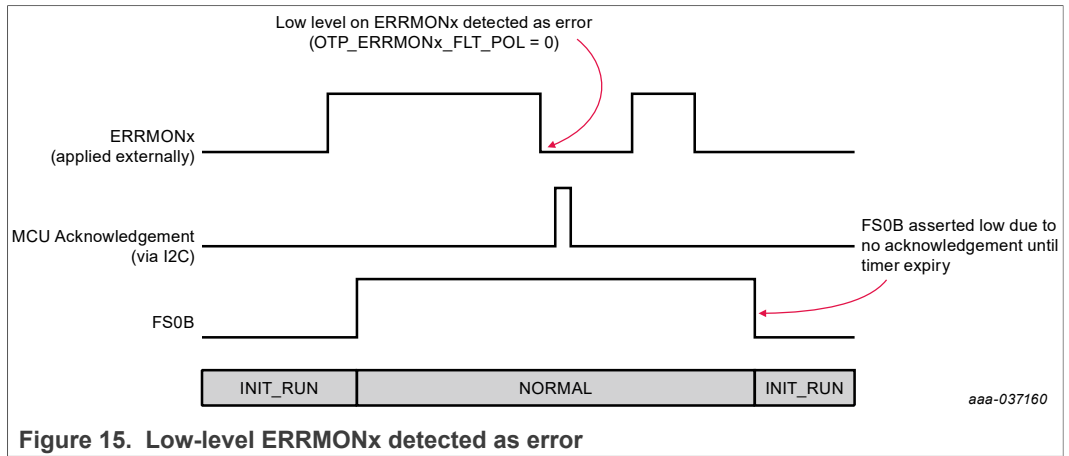 Low level on ERRMONx detected as error
(OTP_ERRMONx_FLT_POL = 0)
ERRMONx
(applied externally)
MCU Acknowledgement
(via I2C)
FS0B asserted low due to
no acknowledgement until
timer expiry
FS0B
INIT_RUN
NORMAL
INIT_RUN
aaa-037160
Figure 15. Low-level ERRMONx detected as error